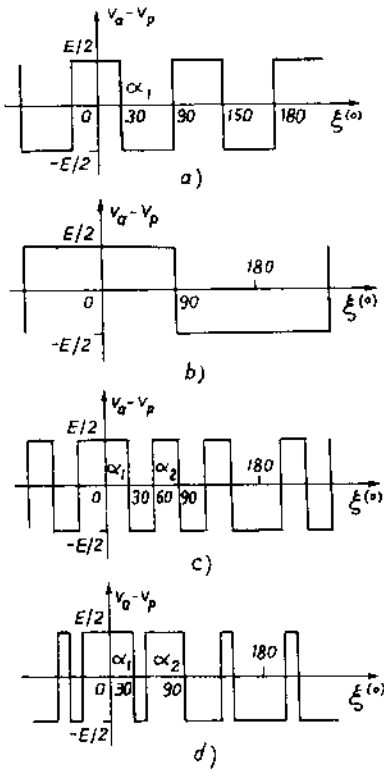 V_a - V_p
E/2
α_1
0 30 90 150 180 ξ(o)
-E/2
a)
V_a - V_p
E/2
180
0 90 ξ(o)
-E/2
b)
V_a - V_p
E/2
α_1 α_2 180
0 30 60 90 ξ(o)
-E/2
c)
V_a - V_p
E/2
α_1 α_2 180
0 30 90 ξ(o)
-E/2
d)